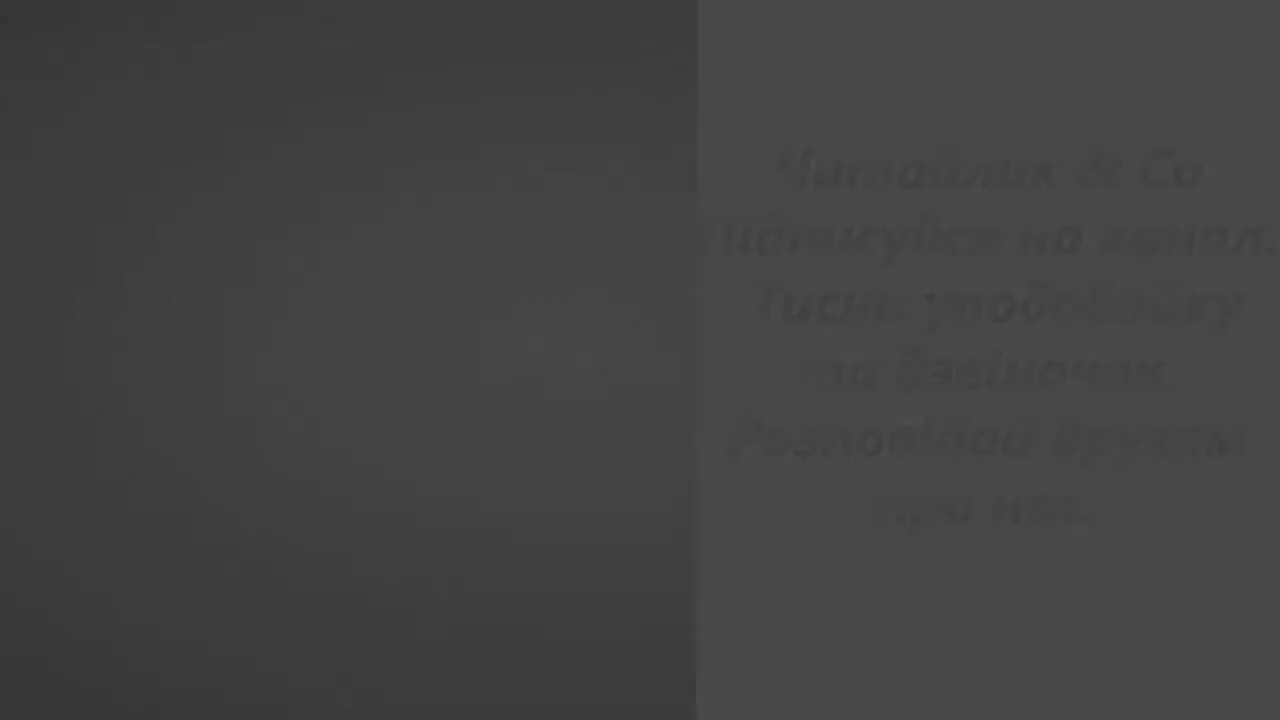 Читайлик & Co
Підписуйся на канал.
Тисни уподобайку
та дзвіночок.
Розповідай друзям
про нас.